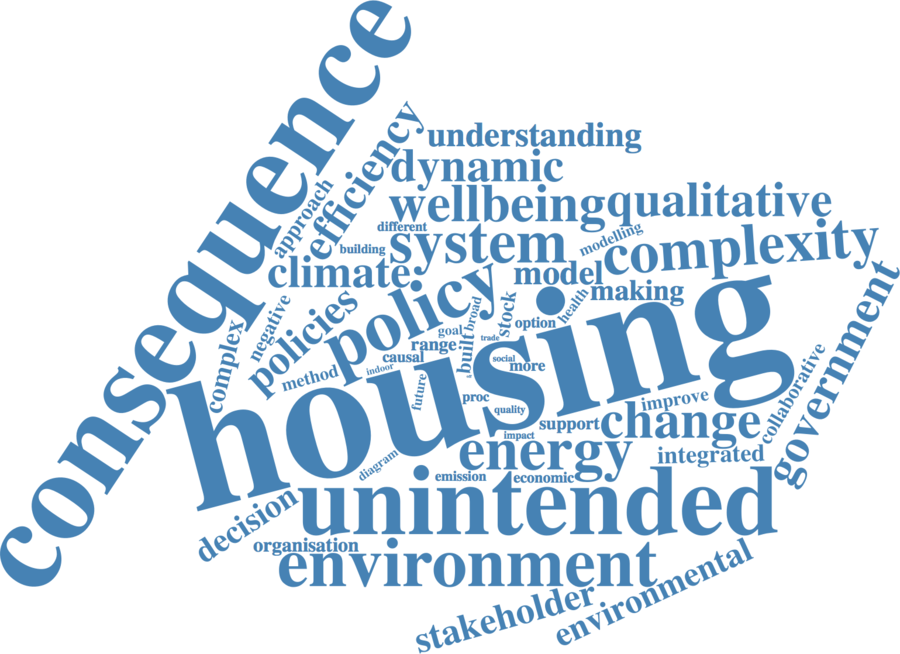 consequence
understanding
efficiency
dynamic
approach
wellbeing
qualitative
different
building
system
modelling
complexity
climate
model
making
policy
policies
negative
complex
broad
stock
health
option
goal
trade
built
range
causal
indoor
method
social
more
housing
government
future
proc
quality
improve
collaborative
support
change
impact
energy
integrated
diagram
emission
economic
unintended
decision
organisation
environment
stakeholder
environmental